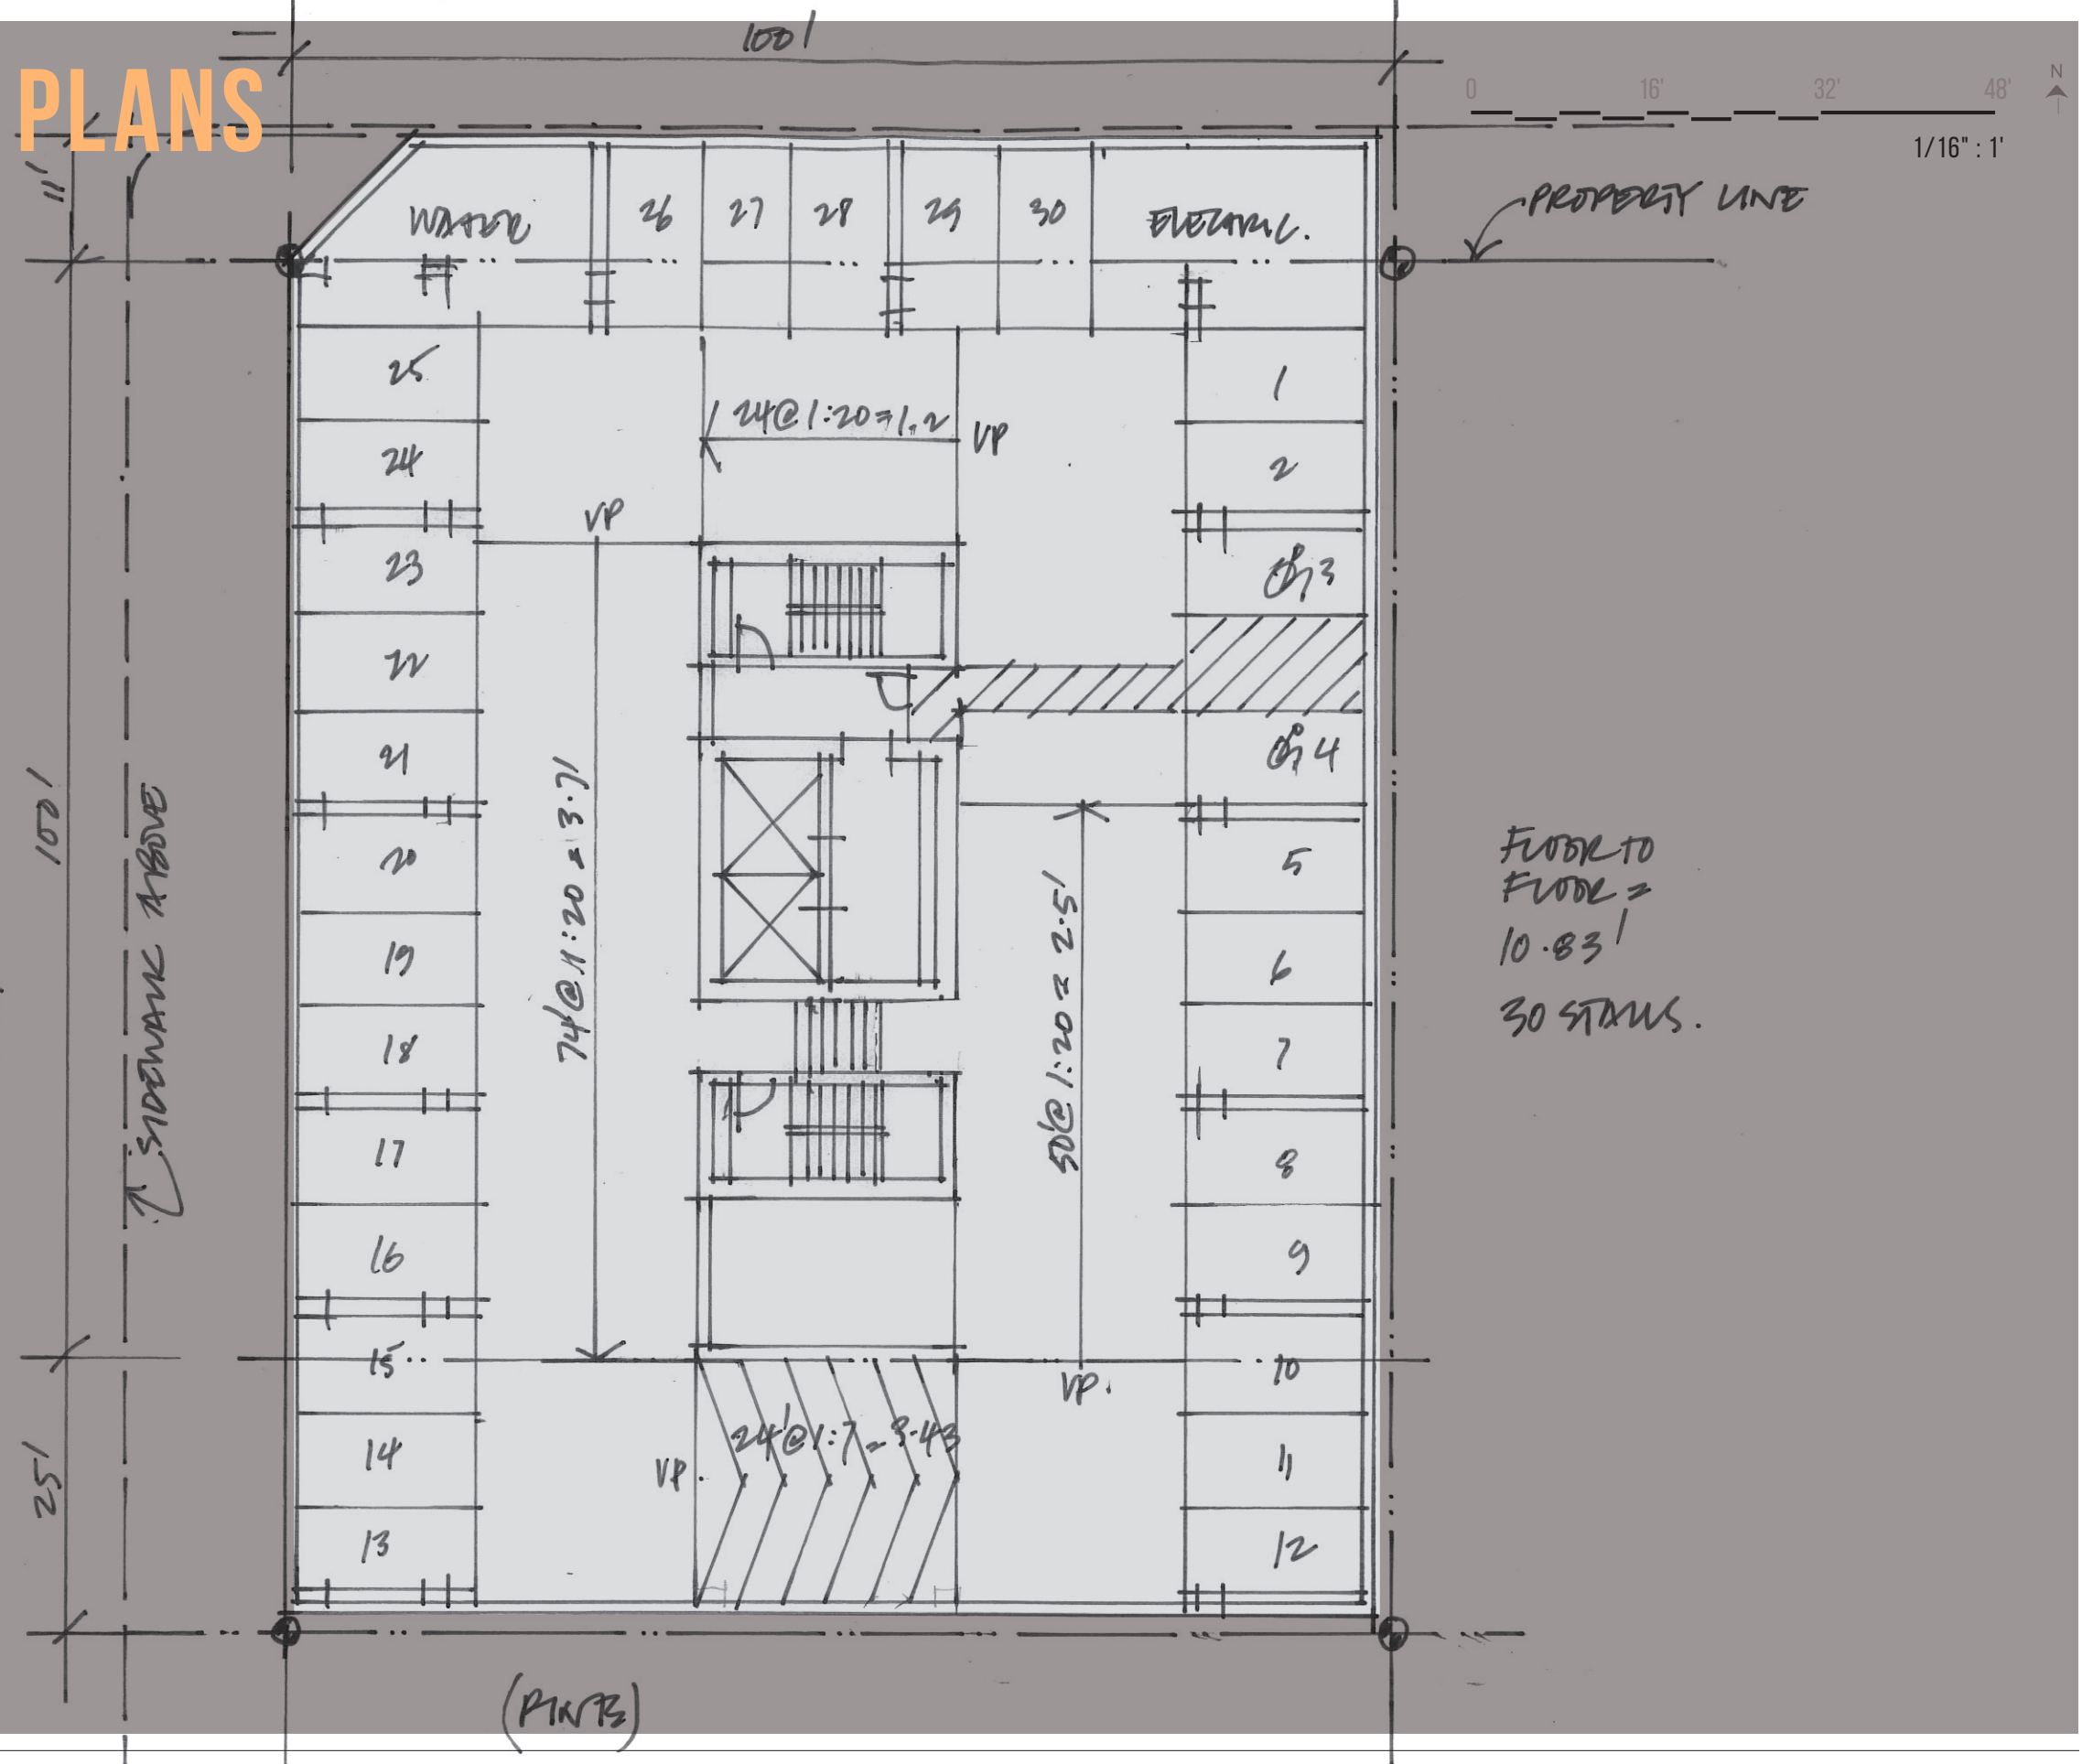 PLANS
100'
0 16' 32' 48'
N
1/16" : 1'
11'
PROPERTY LINE
WATER
26 27 28 29 30
ELECTRIC.
25
1
24@1:20=1.2
VP
24
2
VP
23
3
22
21
4
74'@1:20 = 3.7'
100'
SIDEWALK ABOVE
20
5
FLOOR TO
FLOOR =
10.83'
30 STALLS.
19
6
50'@1:20 = 2.5'
18
7
17
8
16
9
15
10
VP.
24'@1:7 = 3.43
VP.
25'
14
11
13
12